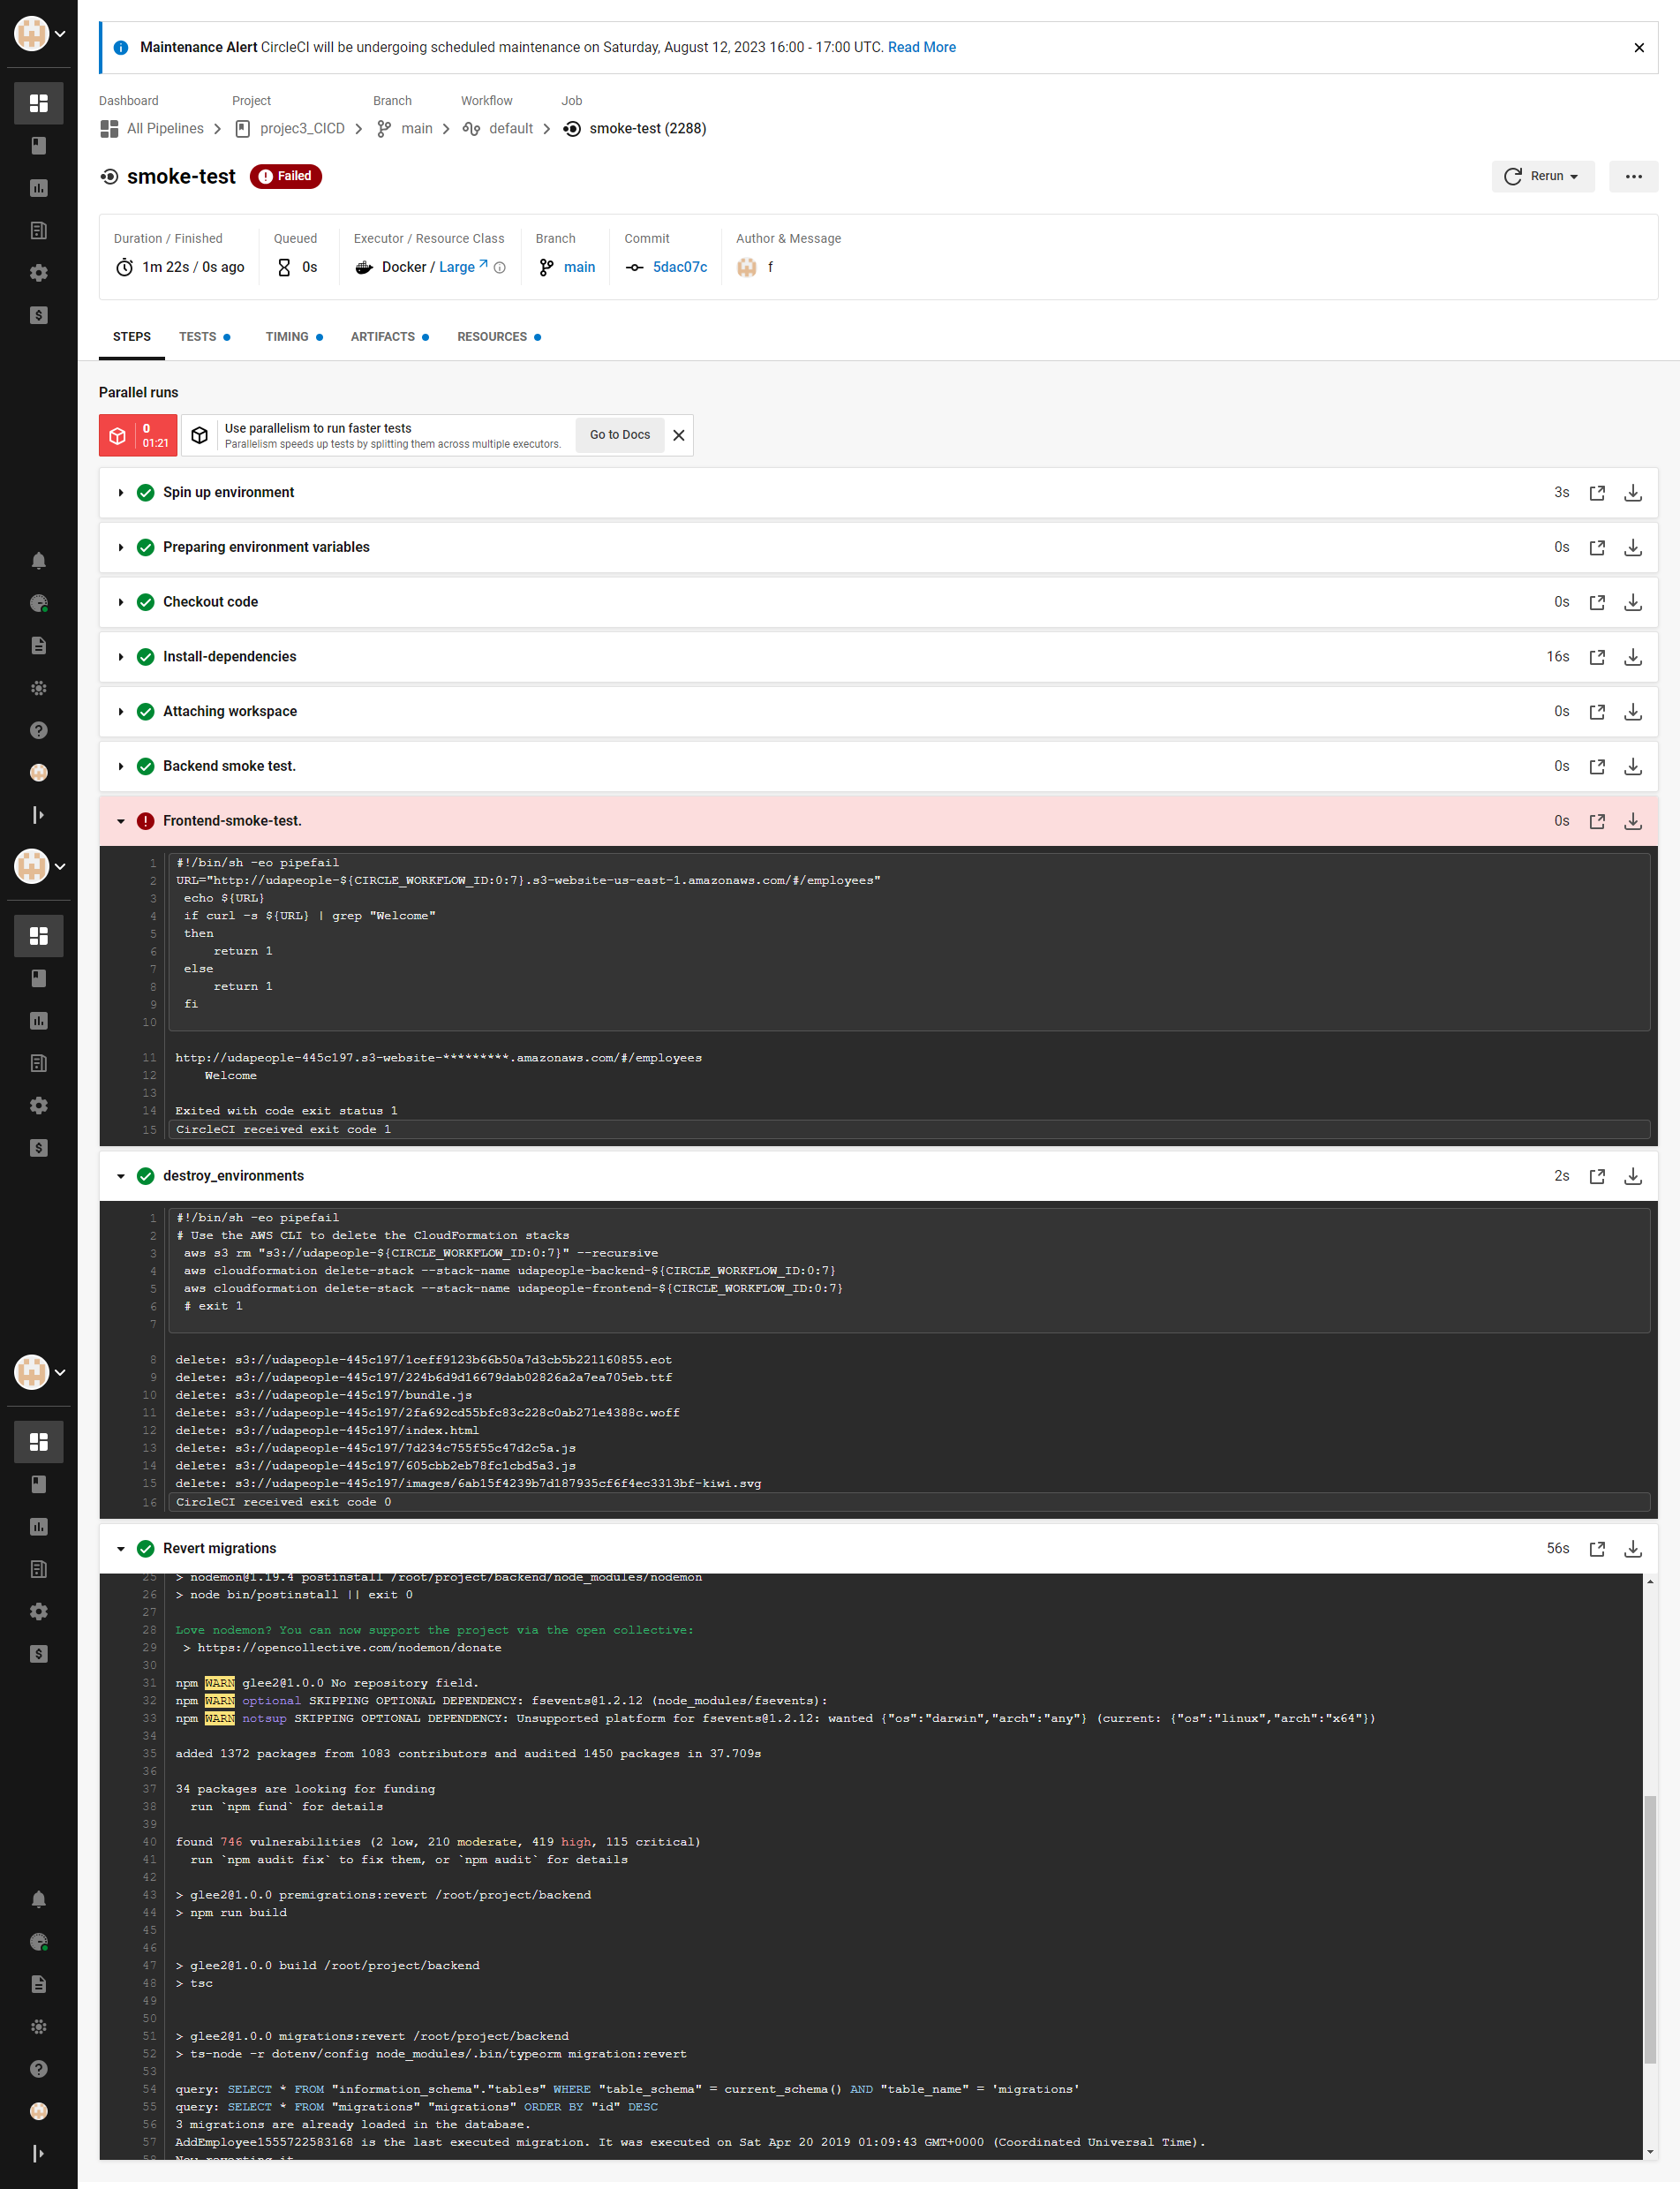 Maintenance Alert CircleCI will be undergoing scheduled maintenance on Saturday, August 12, 2023 16:00 - 17:00 UTC. Read More
Dashboard Project Branch Workflow Job
All Pipelines projec3_CICD main default smoke-test (2288)
smoke-test Failed Rerun
Duration / Finished Queued Executor / Resource Class Branch Commit Author & Message
1m 22s / 0s ago 0s Docker / Large main 5dac07c f
STEPS TESTS TIMING ARTIFACTS RESOURCES
Parallel runs
0
01:21
Use parallelism to run faster tests
Parallelism speeds up tests by splitting them across multiple executors.
Go to Docs
Spin up environment 3s
Preparing environment variables 0s
Checkout code 0s
Install-dependencies 16s
Attaching workspace 0s
Backend smoke test. 0s
Frontend-smoke-test. 0s
1 #!/bin/sh -eo pipefail
2 URL="http://udapeople-${CIRCLE_WORKFLOW_ID:0:7}.s3-website-us-east-1.amazonaws.com/#/employees"
3 echo ${URL}
4 if curl -s ${URL} | grep "Welcome"
5 then
6 return 1
7 else
8 return 1
9 fi
10
11 http://udapeople-445c197.s3-website-*********.amazonaws.com/#/employees
12 Welcome
13
14 Exited with code exit status 1
15 CircleCI received exit code 1
destroy_environments 2s
1 #!/bin/sh -eo pipefail
2 # Use the AWS CLI to delete the CloudFormation stacks
3 aws s3 rm "s3://udapeople-${CIRCLE_WORKFLOW_ID:0:7}" --recursive
4 aws cloudformation delete-stack --stack-name udapeople-backend-${CIRCLE_WORKFLOW_ID:0:7}
5 aws cloudformation delete-stack --stack-name udapeople-frontend-${CIRCLE_WORKFLOW_ID:0:7}
6 # exit 1
7
8 delete: s3://udapeople-445c197/1ceff9123b66b50a7d3cb5b221160855.eot
9 delete: s3://udapeople-445c197/224b6d9d16679dab02826a2a7ea705eb.ttf
10 delete: s3://udapeople-445c197/bundle.js
11 delete: s3://udapeople-445c197/2fa692cd55bfc83c228c0ab271e4388c.woff
12 delete: s3://udapeople-445c197/index.html
13 delete: s3://udapeople-445c197/7d234c755f55c47d2c5a.js
14 delete: s3://udapeople-445c197/605cbb2eb78fc1cbd5a3.js
15 delete: s3://udapeople-445c197/images/6ab15f4239b7d187935cf6f4ec3313bf-kiwi.svg
16 CircleCI received exit code 0
Revert migrations 56s
25 > nodemon@1.19.4 postinstall /root/project/backend/node_modules/nodemon
26 > node bin/postinstall || exit 0
27
28 Love nodemon? You can now support the project via the open collective:
29 > https://opencollective.com/nodemon/donate
30
31 npm WARN glee2@1.0.0 No repository field.
32 npm WARN optional SKIPPING OPTIONAL DEPENDENCY: fsevents@1.2.12 (node_modules/fsevents):
33 npm WARN notsup SKIPPING OPTIONAL DEPENDENCY: Unsupported platform for fsevents@1.2.12: wanted {"os":"darwin","arch":"any"} (current: {"os":"linux","arch":"x64"})
34
35 added 1372 packages from 1083 contributors and audited 1450 packages in 37.709s
36
37 34 packages are looking for funding
38 run `npm fund` for details
39
40 found 746 vulnerabilities (2 low, 210 moderate, 419 high, 115 critical)
41 run `npm audit fix` to fix them, or `npm audit` for details
42
43 > glee2@1.0.0 premigrations:revert /root/project/backend
44 > npm run build
45
46
47 > glee2@1.0.0 build /root/project/backend
48 > tsc
49
50
51 > glee2@1.0.0 migrations:revert /root/project/backend
52 > ts-node -r dotenv/config node_modules/.bin/typeorm migration:revert
53
54 query: SELECT * FROM "information_schema"."tables" WHERE "table_schema" = current_schema() AND "table_name" = 'migrations'
55 query: SELECT * FROM "migrations" "migrations" ORDER BY "id" DESC
56 3 migrations are already loaded in the database.
57 AddEmployee1555722583168 is the last executed migration. It was executed on Sat Apr 20 2019 01:09:43 GMT+0000 (Coordinated Universal Time).
58 Now reverting it